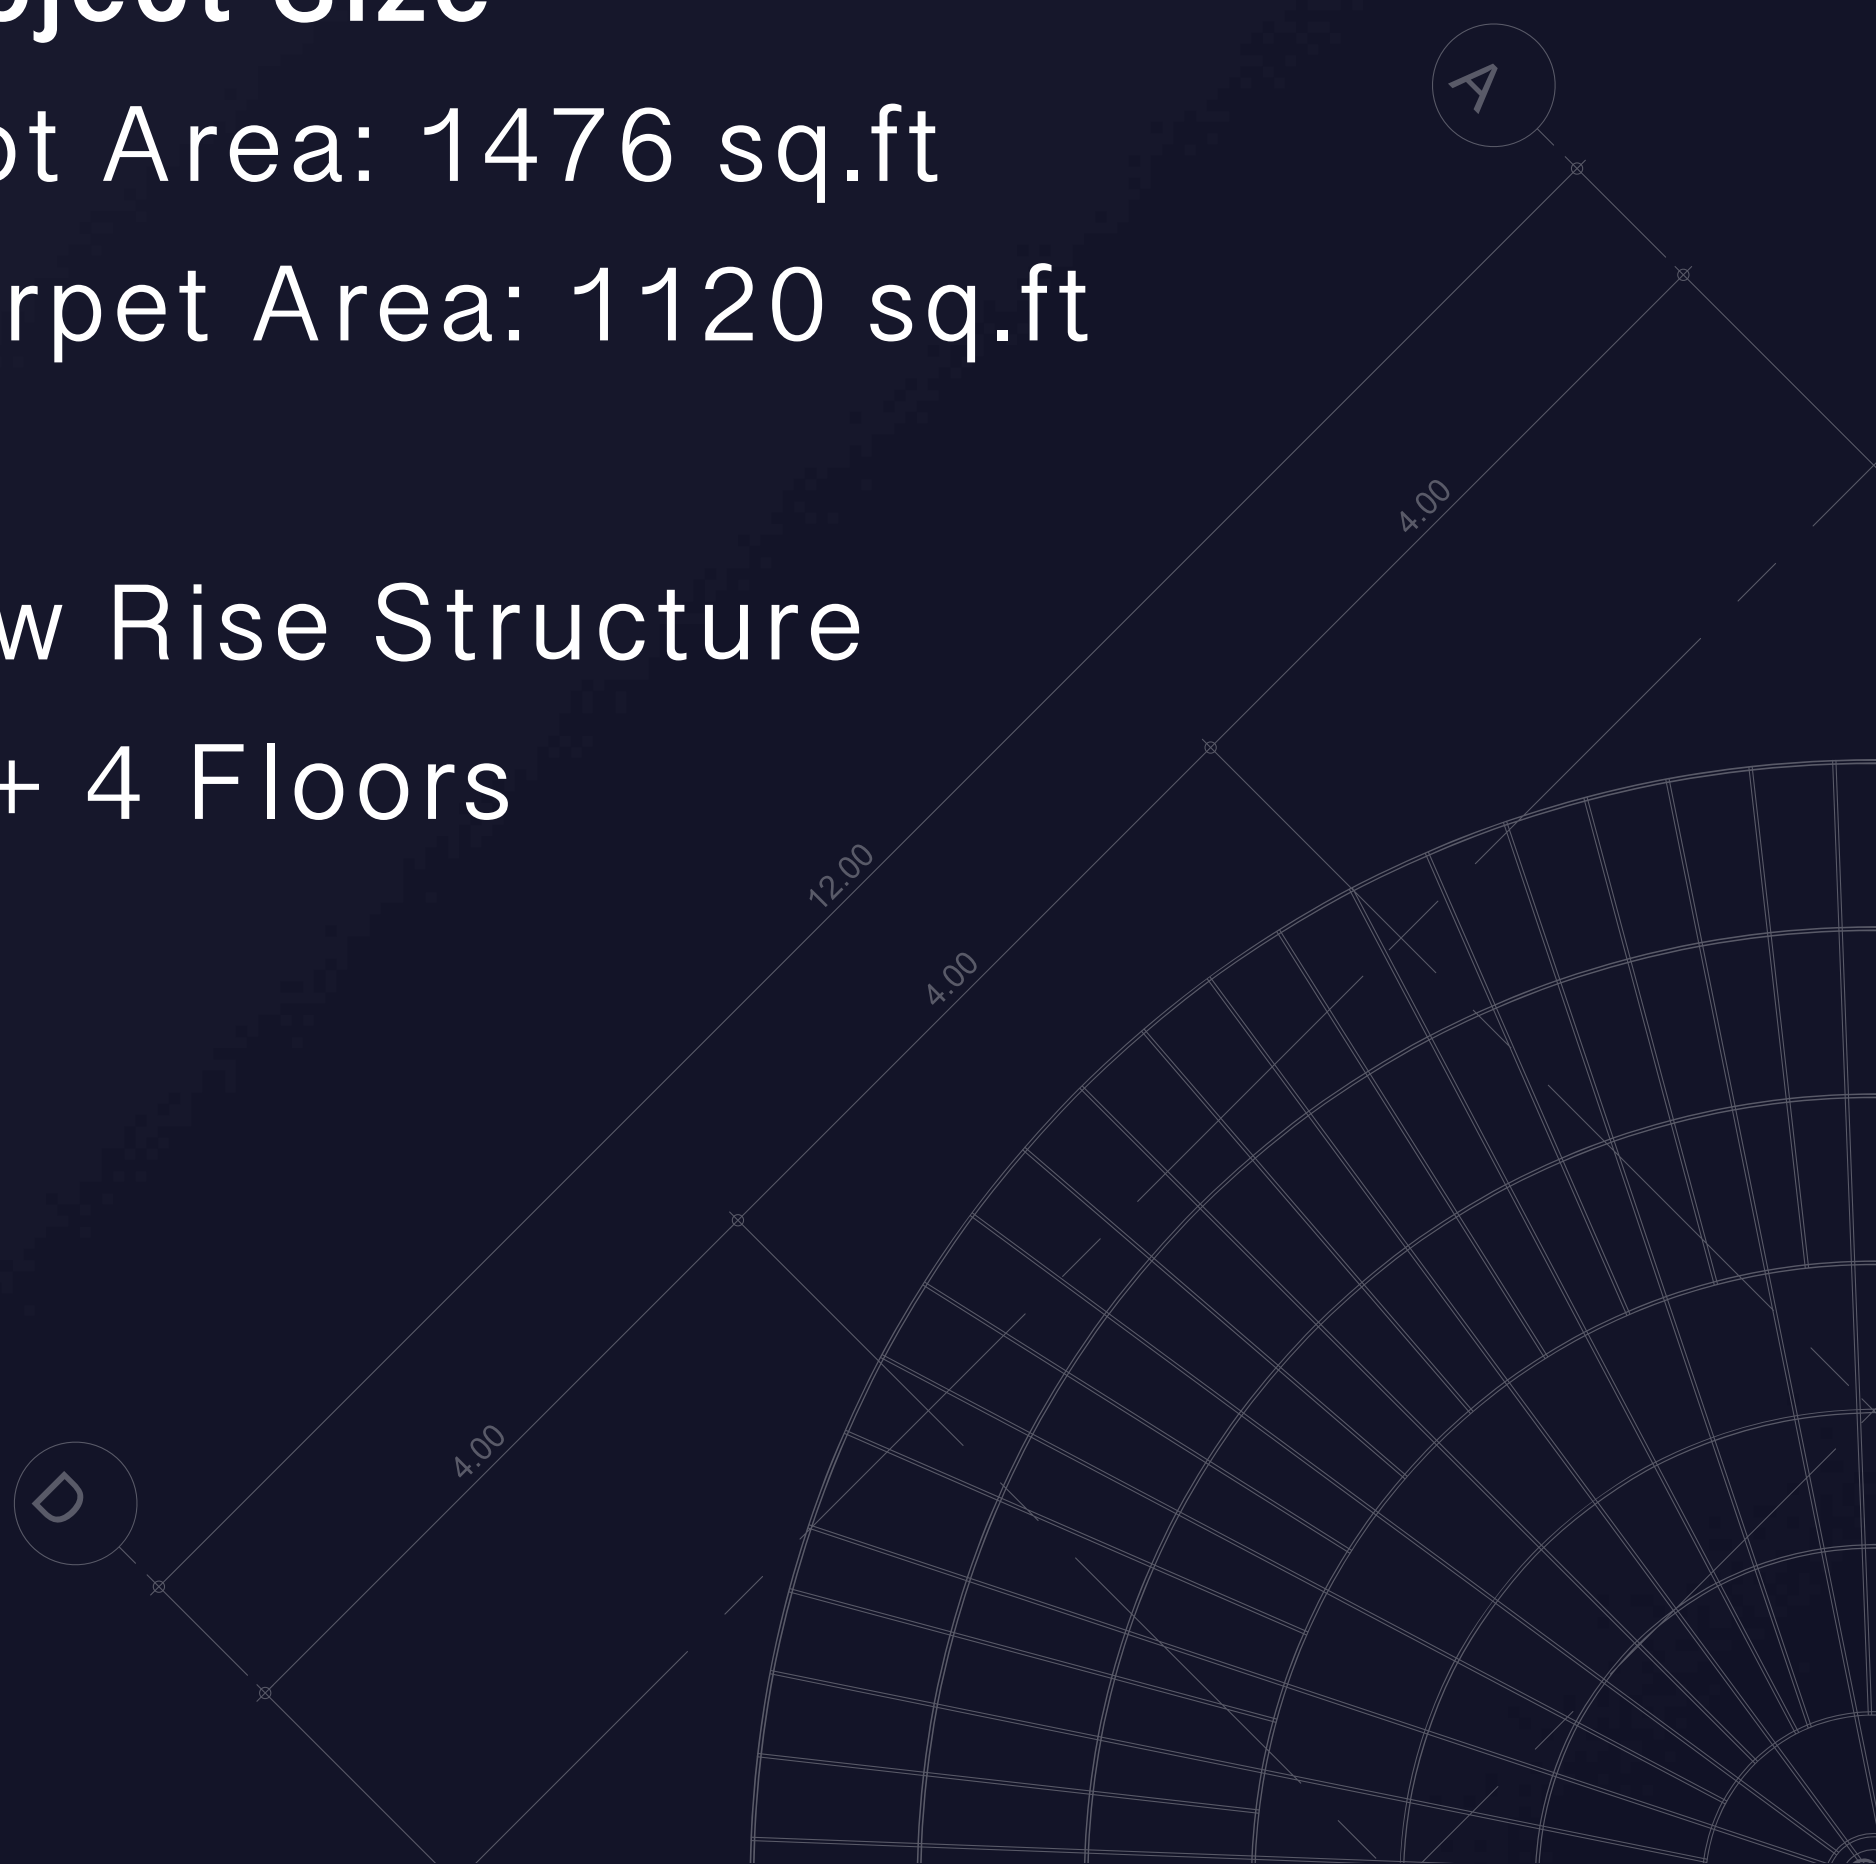 oject Size
ot Area: 1476 sq.ft
rpet Area: 1120 sq.ft
w Rise Structure
+ 4 Floors
A
4.00
12.00
4.00
4.00
D